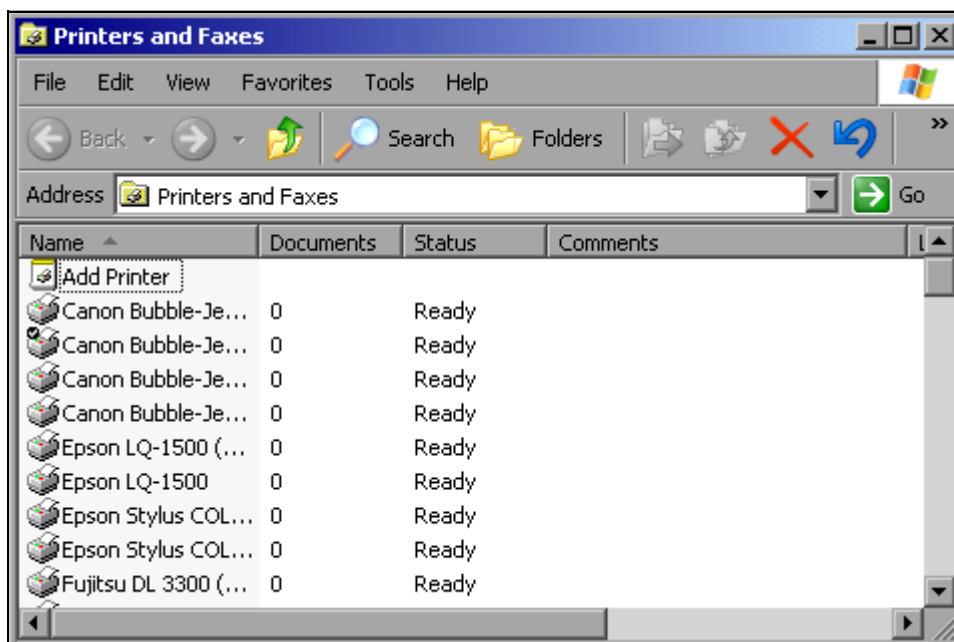 Printers and Faxes
File Edit View Favorites Tools Help
Back Search Folders »
Address Printers and Faxes Go
Name Documents Status Comments L
Add Printer
Canon Bubble-Je... 0 Ready
Canon Bubble-Je... 0 Ready
Canon Bubble-Je... 0 Ready
Canon Bubble-Je... 0 Ready
Epson LQ-1500 (... 0 Ready
Epson LQ-1500 0 Ready
Epson Stylus COL... 0 Ready
Epson Stylus COL... 0 Ready
Fujitsu DL 3300 (... 0 Ready